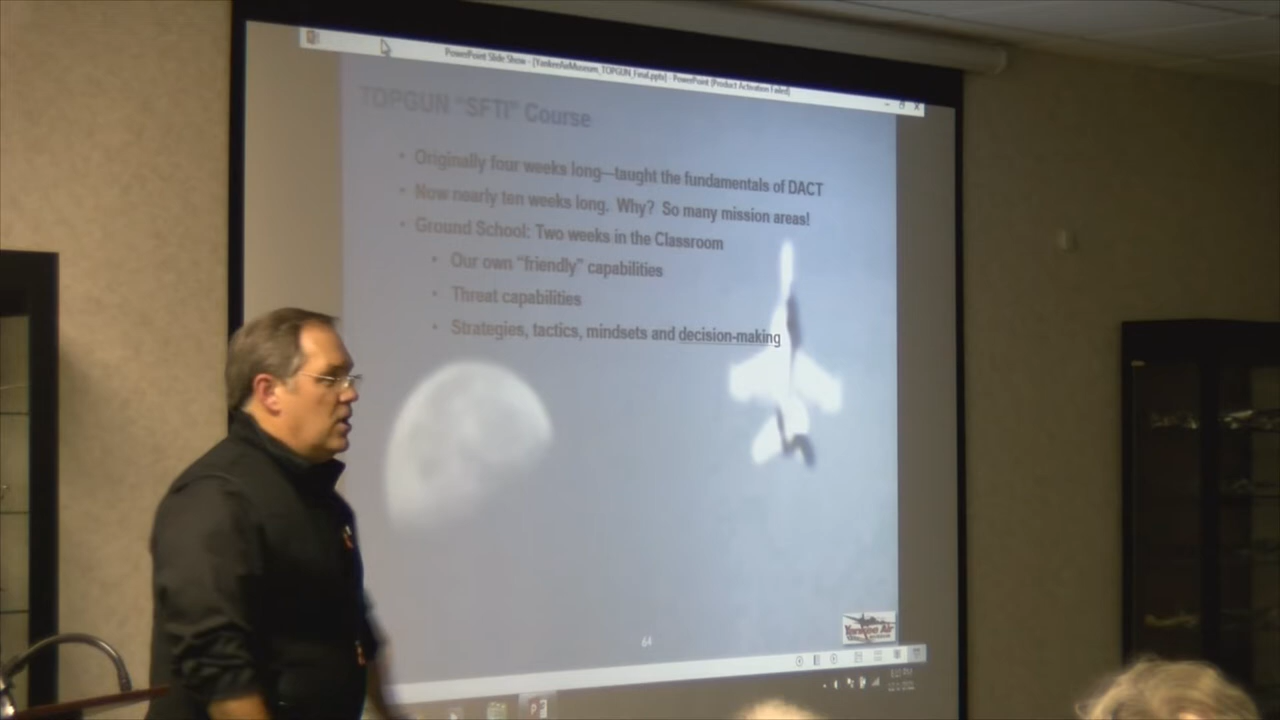 PowerPoint Slide Show - [YankeeAirMuseum_TOPGUN_Final.pptx] - PowerPoint (Product Activation Failed)
TOPGUN "SFTI" Course
• Originally four weeks long—taught the fundamentals of DACT
• Now nearly ten weeks long. Why? So many mission areas!
• Ground School: Two weeks in the Classroom
• Our own "friendly" capabilities
• Threat capabilities
• Strategies, tactics, mindsets and decision-making
64
Yankee Air